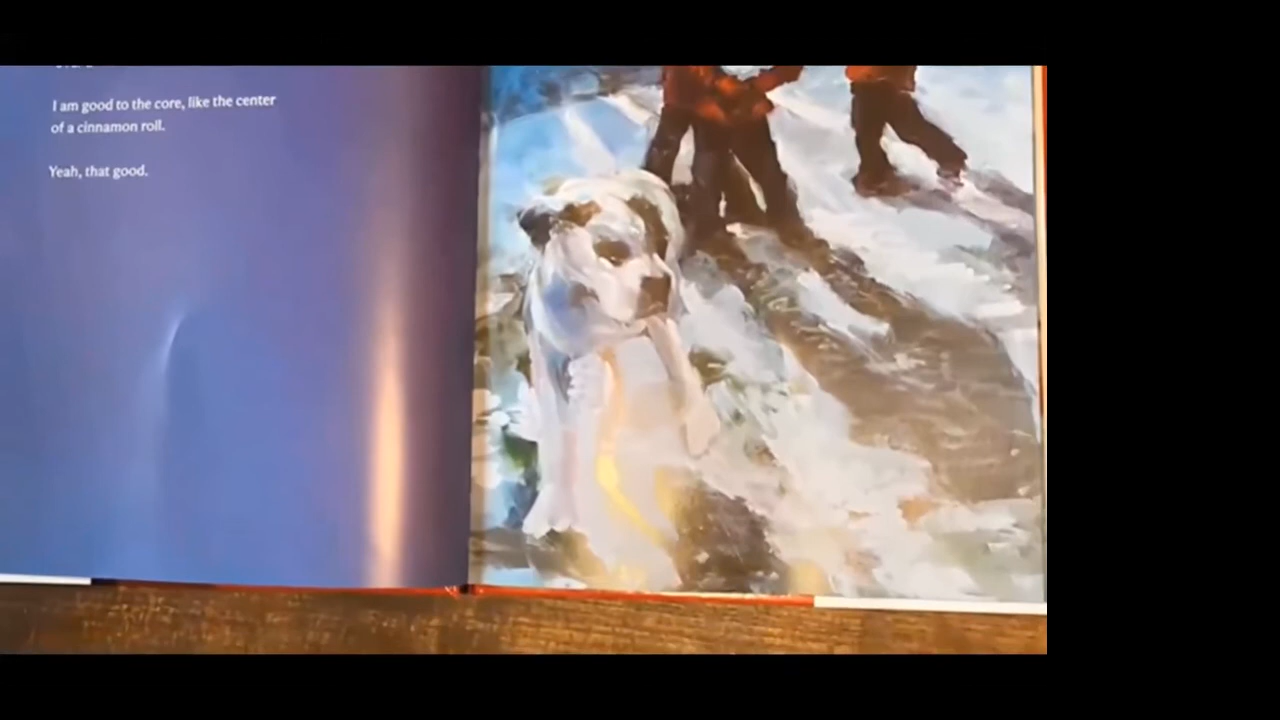 I am good to the core, like the center
of a cinnamon roll.
Yeah, that good.